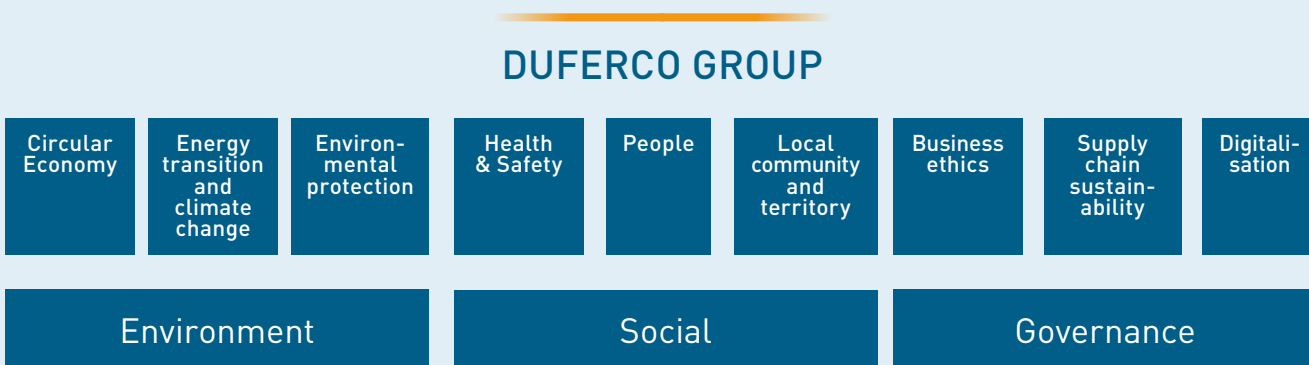 DUFERCO GROUP
Circular
Economy
Energy
transition
and
climate
change
Environ-
mental
protection
Health
& Safety
People
Local
community
and
territory
Business
ethics
Supply
chain
sustain-
ability
Digitali-
sation
Environment
Social
Governance